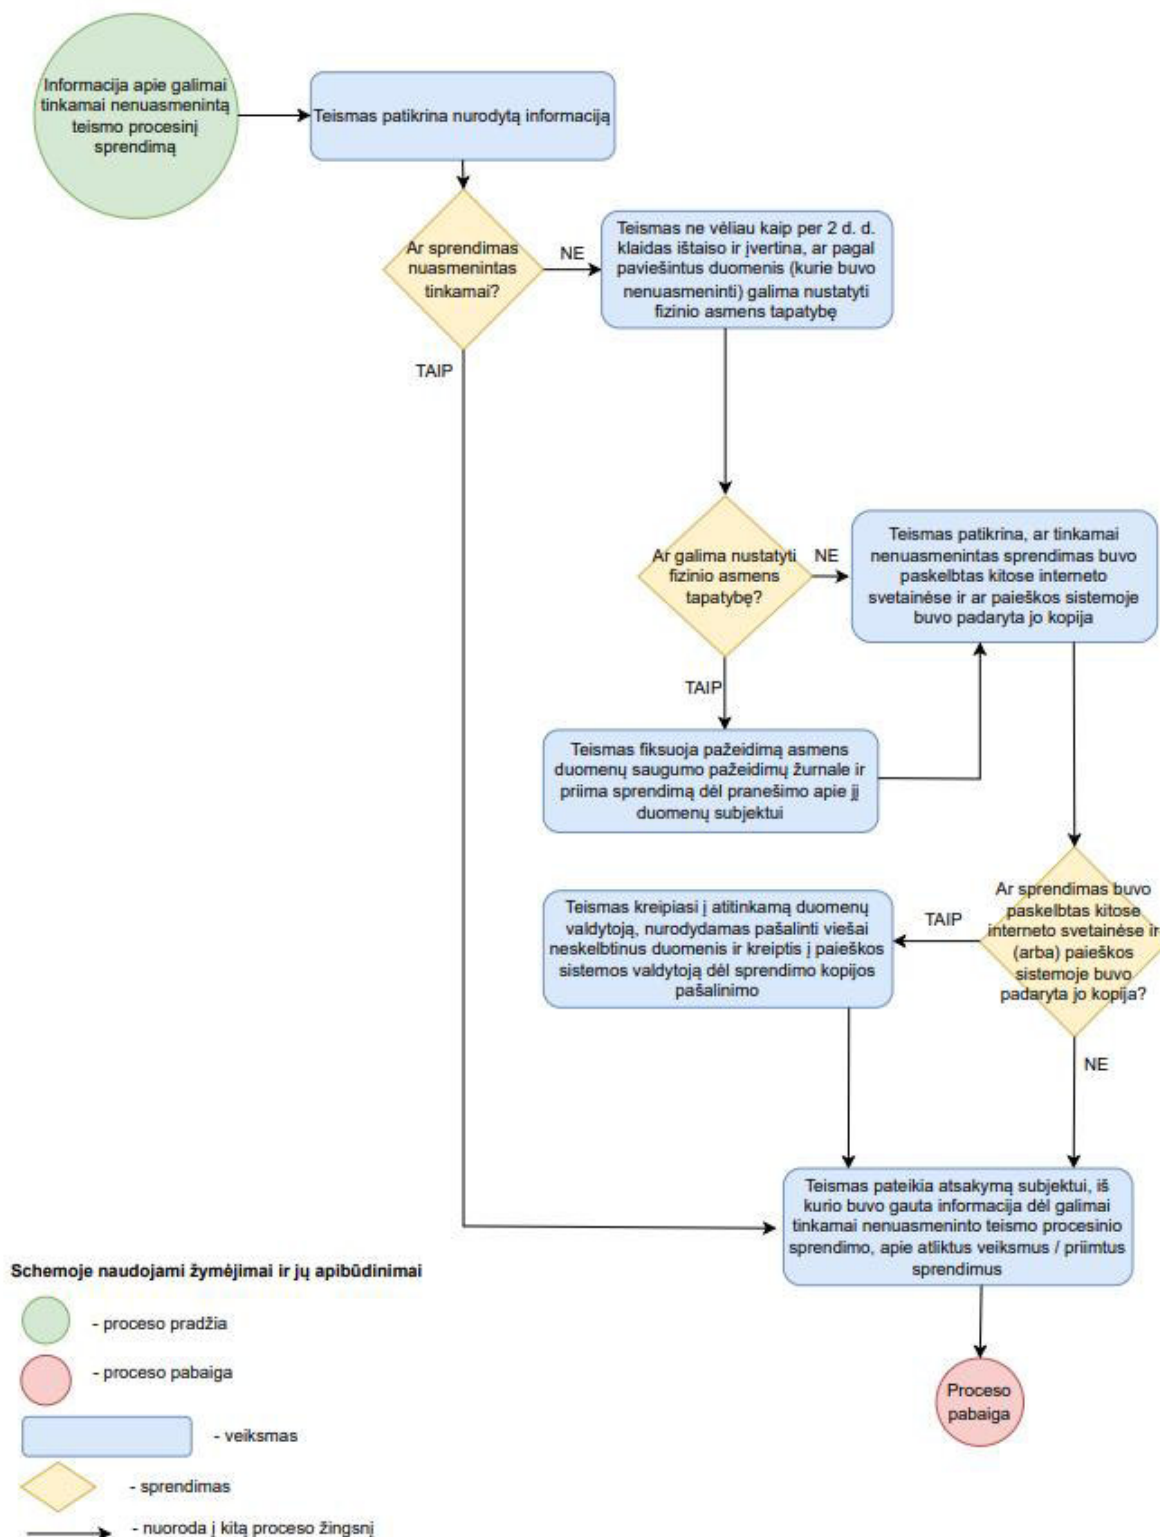 Informacija apie galimai
tinkamai nenuasmenintą
teismo procesinį
sprendimą
Teismas patikrina nurodytą informaciją
Ar sprendimas
nuasmenintas
tinkamai?
NE
Teismas ne vėliau kaip per 2 d. d.
klaidas ištaiso ir įvertina, ar pagal
paviešintus duomenis (kurie buvo
nenuasmeninti) galima nustatyti
fizinio asmens tapatybę
TAIP
Ar galima nustatyti
fizinio asmens
tapatybę?
NE
Teismas patikrina, ar tinkamai
nenuasmenintas sprendimas buvo
paskelbtas kitose interneto
svetainėse ir ar paieškos sistemoje
buvo padaryta jo kopija
TAIP
Teismas fiksuoja pažeidimą asmens
duomenų saugumo pažeidimų žurnale ir
priima sprendimą dėl pranešimo apie jį
duomenų subjektui
Ar sprendimas buvo
paskelbtas kitose
interneto svetainėse ir
(arba) paieškos
sistemoje buvo
padaryta jo kopija?
TAIP
Teismas kreipiasi į atitinkamą duomenų
valdytoją, nurodydamas pašalinti viešai
neskelbtinus duomenis ir kreiptis į paieškos
sistemos valdytoją dėl sprendimo kopijos
pašalinimo
NE
Teismas pateikia atsakymą subjektui, iš
kurio buvo gauta informacija dėl galimai
tinkamai nenuasmeninto teismo procesinio
sprendimo, apie atliktus veiksmus / priimtus
sprendimus
Proceso
pabaiga
Schemoje naudojami žymėjimai ir jų apibūdinimai
- proceso pradžia
- proceso pabaiga
- veiksmas
- sprendimas
- nuoroda į kitą proceso žingsnį